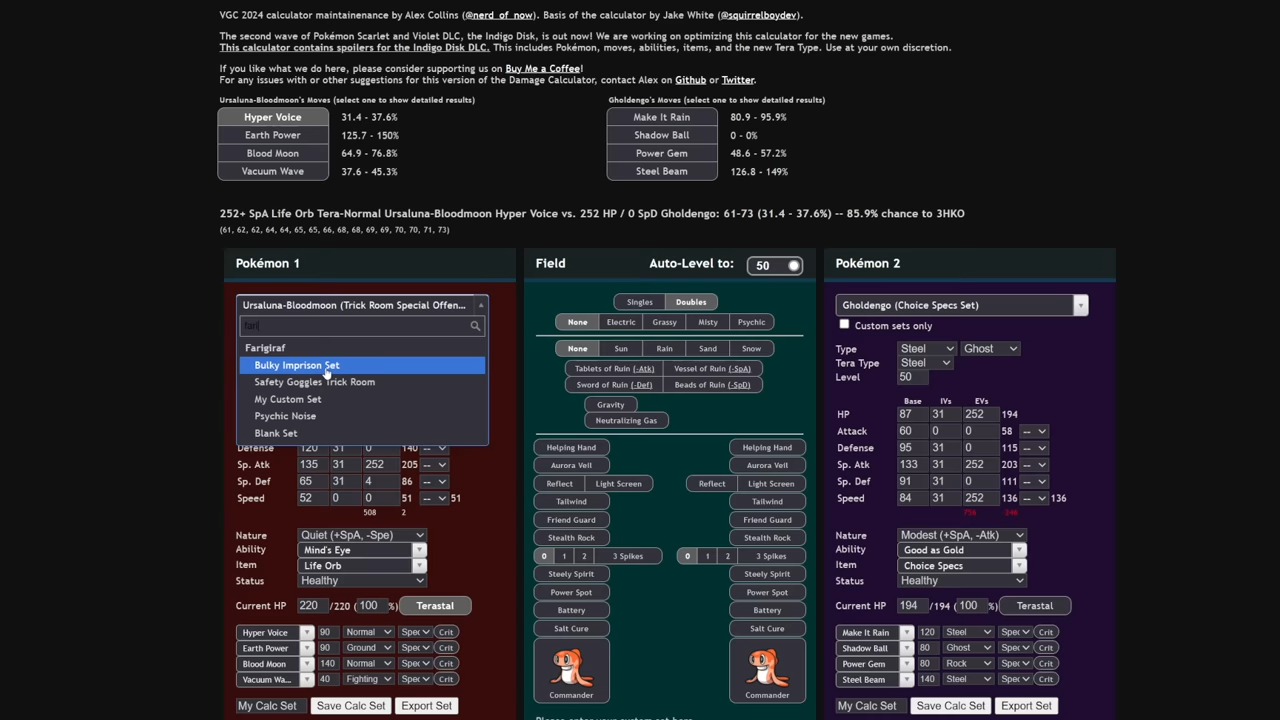 VGC 2024 calculator maintainenance by Alex Collins (@nerd_of_now). Basis of the calculator by Jake White (@squirrelboydev).
The second wave of Pokémon Scarlet and Violet DLC, the Indigo Disk, is out now! We are working on optimizing this calculator for the new games.
This calculator contains spoilers for the Indigo Disk DLC. This includes Pokémon, moves, abilities, items, and the new Tera Type. Use at your own discretion.
If you like what we do here, please consider supporting us on Buy Me a Coffee!
For any issues with or other suggestions for this version of the Damage Calculator, contact Alex on Github or Twitter.
Ursaluna-Bloodmoon's Moves (select one to show detailed results) Gholdengo's Moves (select one to show detailed results)
Hyper Voice 31.4 - 37.6% Make It Rain 80.9 - 95.9%
Earth Power 125.7 - 150% Shadow Ball 0 - 0%
Blood Moon 64.9 - 76.8% Power Gem 48.6 - 57.2%
Vacuum Wave 37.6 - 45.3% Steel Beam 126.8 - 149%
252+ SpA Life Orb Tera-Normal Ursaluna-Bloodmoon Hyper Voice vs. 252 HP / 0 SpD Gholdengo: 61-73 (31.4 - 37.6%) -- 85.9% chance to 3HKO
(61, 62, 62, 64, 64, 65, 65, 66, 68, 68, 69, 69, 70, 70, 71, 73)
Pokémon 1 Field Auto-Level to: 50 Pokémon 2
Ursaluna-Bloodmoon (Trick Room Special Offen... Singles Doubles Gholdengo (Choice Specs Set)
fari None Electric Grassy Misty Psychic Custom sets only
Farigiraf None Sun Rain Sand Snow Type Steel Ghost
Bulky Imprison Set Tablets of Ruin (-Atk) Vessel of Ruin (-SpA) Tera Type Steel
Safety Goggles Trick Room Sword of Ruin (-Def) Beads of Ruin (-SpD) Level 50
My Custom Set Gravity Base IVs EVs
Psychic Noise Neutralizing Gas HP 87 31 252 194
Blank Set Attack 60 0 0 58 --
Defense 120 31 0 140 -- Helping Hand Helping Hand Defense 95 31 0 115 --
Sp. Atk 135 31 252 205 -- Aurora Veil Aurora Veil Sp. Atk 133 31 252 203 --
Sp. Def 65 31 4 86 -- Reflect Light Screen Reflect Light Screen Sp. Def 91 31 0 111 --
Speed 52 0 0 51 -- 51 Tailwind Tailwind Speed 84 31 252 136 -- 136
508 2 Friend Guard Friend Guard 756 -246
Nature Quiet (+SpA, -Spe) Stealth Rock Stealth Rock Nature Modest (+SpA, -Atk)
Ability Mind's Eye 0 1 2 3 Spikes 0 1 2 3 Spikes Ability Good as Gold
Item Life Orb Steely Spirit Steely Spirit Item Choice Specs
Status Healthy Power Spot Power Spot Status Healthy
Current HP 220 /220 ( 100 %) Terastal Battery Battery Current HP 194 /194 ( 100 %) Terastal
Salt Cure Salt Cure
Hyper Voice 90 Normal Spec Crit Make It Rain 120 Steel Spec Crit
Earth Power 90 Ground Spec Crit Shadow Ball 80 Ghost Spec Crit
Blood Moon 140 Normal Spec Crit Power Gem 80 Rock Spec Crit
Vacuum Wa... 40 Fighting Spec Crit Steel Beam 140 Steel Spec Crit
Commander Commander
My Calc Set Save Calc Set Export Set My Calc Set Save Calc Set Export Set